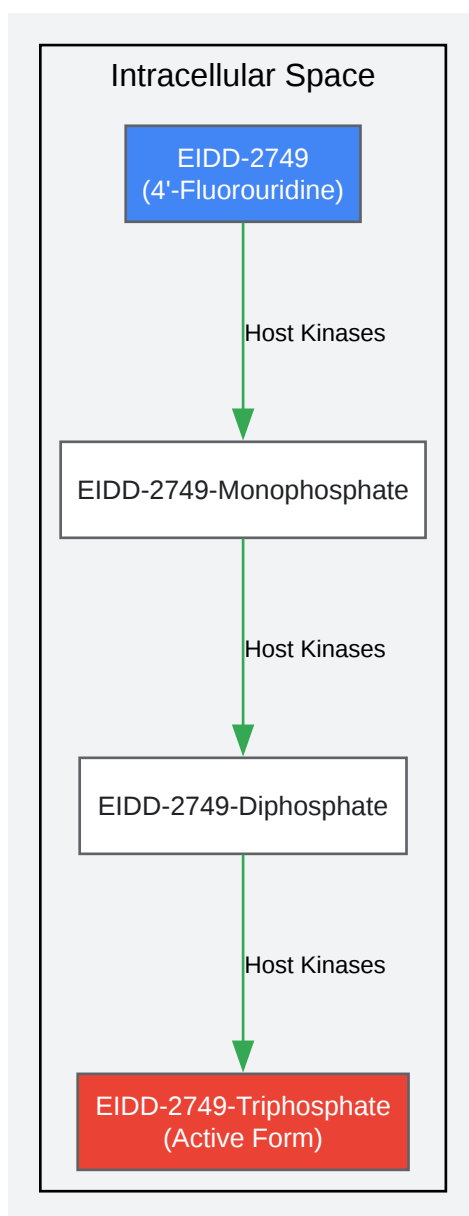 Intracellular Space
EIDD-2749
(4'-Fluorouridine)
Host Kinases
EIDD-2749-Monophosphate
Host Kinases
EIDD-2749-Diphosphate
Host Kinases
EIDD-2749-Triphosphate
(Active Form)